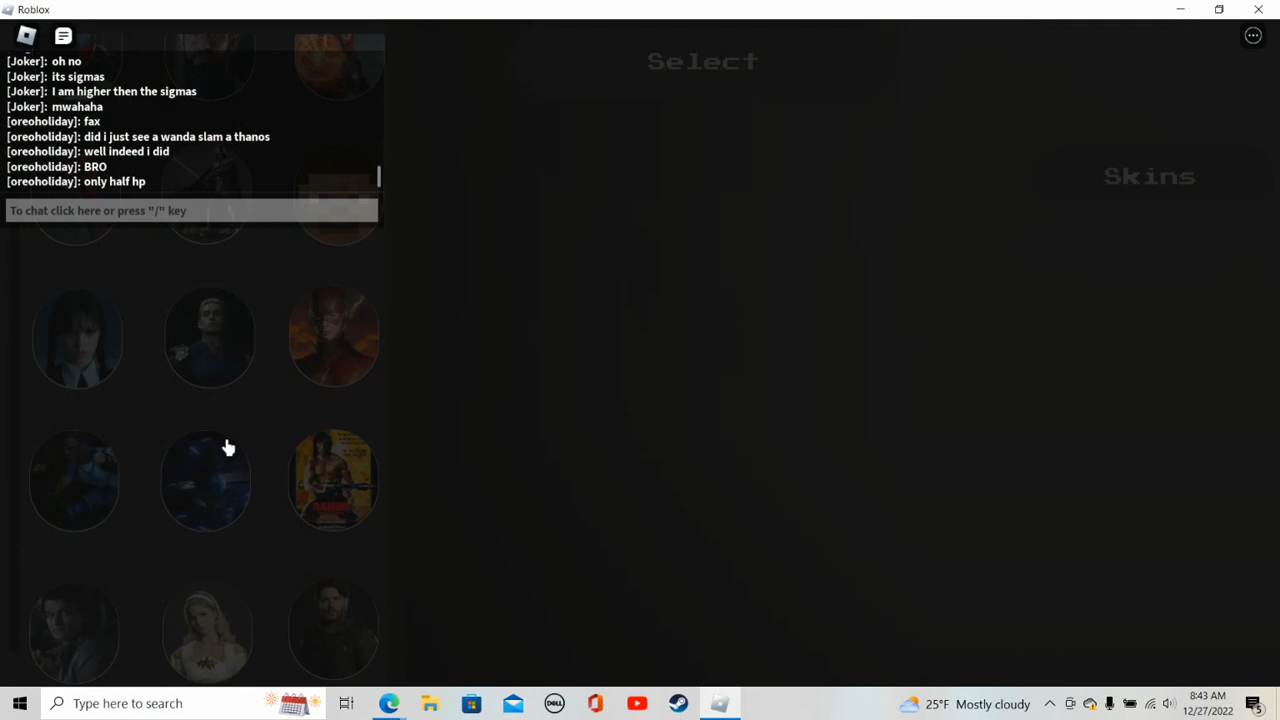 Roblox
[Joker]: oh no
[Joker]: its sigmas
[Joker]: I am higher then the sigmas
[Joker]: mwahaha
[oreoholiday]: fax
[oreoholiday]: did i just see a wanda slam a thanos
[oreoholiday]: well indeed i did
[oreoholiday]: BRO
[oreoholiday]: only half hp
To chat click here or press "/" key
Select
Skins
Type here to search
DELL
25°F Mostly cloudy
8:43 AM
12/27/2022
5